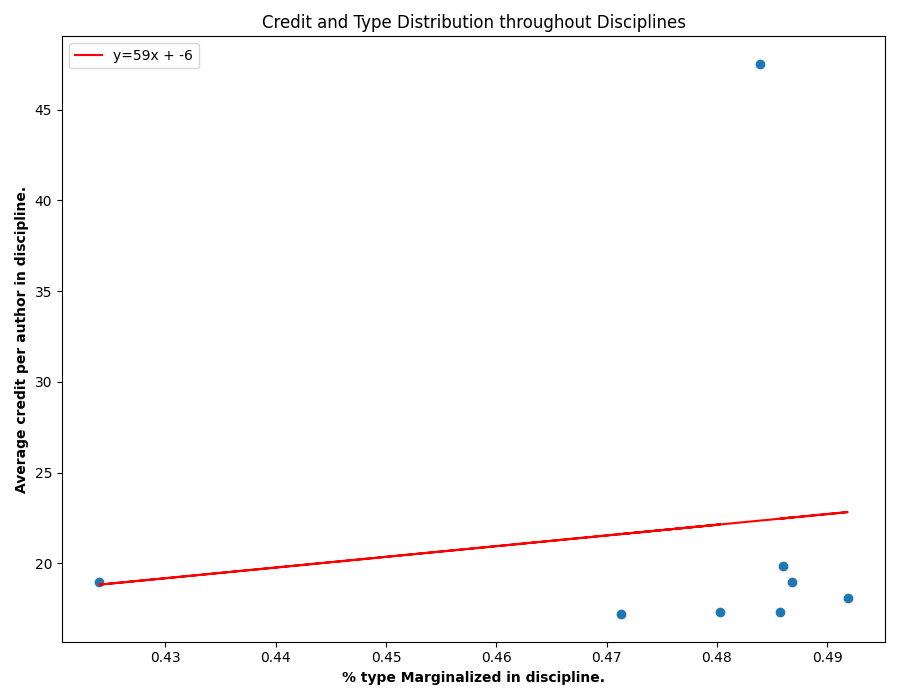 Credit and Type Distribution throughout Disciplines
y=59x + -6
Average credit per author in discipline.
45
40
35
30
25
20
0.43 0.44 0.45 0.46 0.47 0.48 0.49
% type Marginalized in discipline.